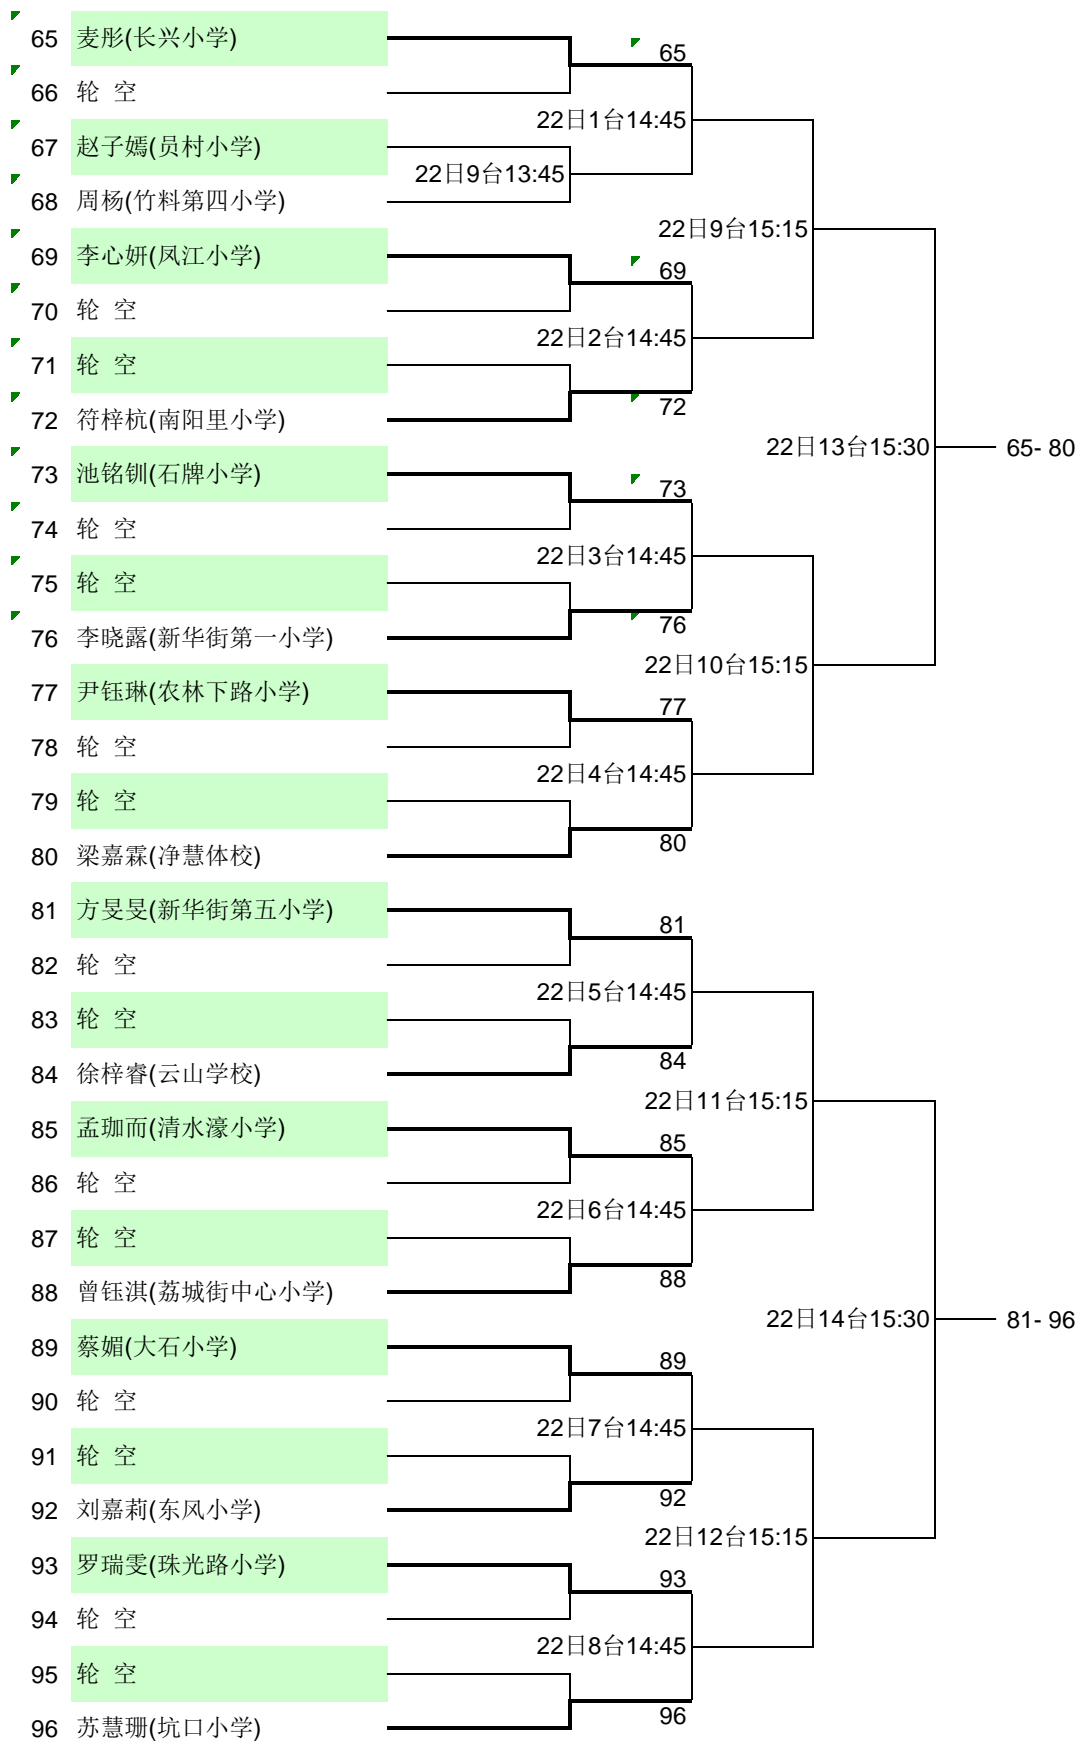 65 麦彤(长兴小学)
65
66 轮 空
22日1台14:45
67 赵子嫣(员村小学)
22日9台13:45
68 周杨(竹料第四小学)
22日9台15:15
69 李心妍(凤江小学)
69
70 轮 空
22日2台14:45
71 轮 空
72
72 符梓杭(南阳里小学)
22日13台15:30 65- 80
73 池铭钏(石牌小学)
73
74 轮 空
22日3台14:45
75 轮 空
76
76 李晓露(新华街第一小学)
22日10台15:15
77 尹钰琳(农林下路小学)
77
78 轮 空
22日4台14:45
79 轮 空
80
80 梁嘉霖(净慧体校)
81 方旻旻(新华街第五小学)
81
82 轮 空
22日5台14:45
83 轮 空
84
84 徐梓睿(云山学校)
22日11台15:15
85 孟珈而(清水濠小学)
85
86 轮 空
22日6台14:45
87 轮 空
88
88 曾钰淇(荔城街中心小学)
22日14台15:30 81- 96
89 蔡媚(大石小学)
89
90 轮 空
22日7台14:45
91 轮 空
92
92 刘嘉莉(东风小学)
22日12台15:15
93 罗瑞雯(珠光路小学)
93
94 轮 空
22日8台14:45
95 轮 空
96
96 苏慧珊(坑口小学)